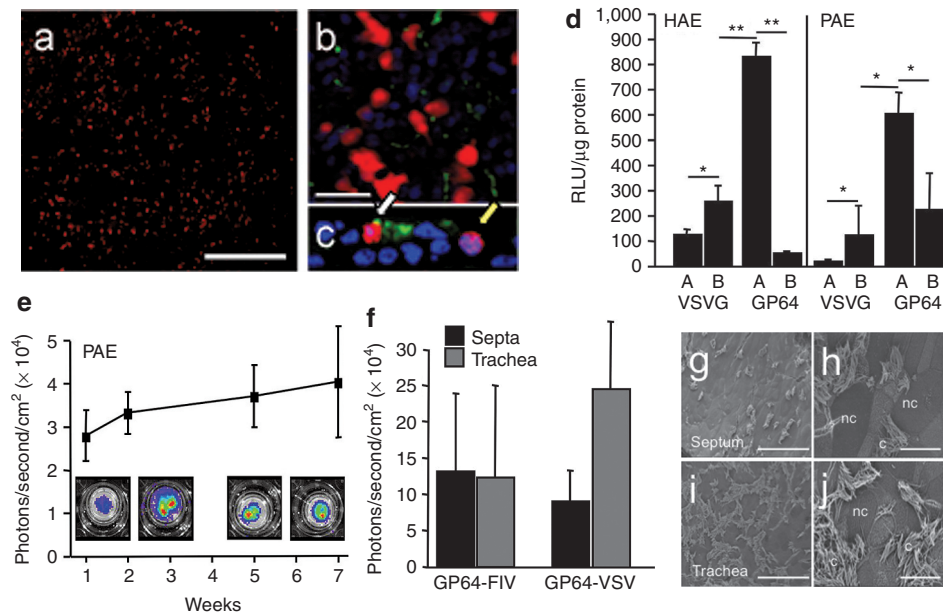 a
b
c
d
1,000
900
800
700
600
500
400
300
200
100
0
RLU/μg protein
HAE
PAE
*
**
**
*
*
*
A B A B A B A B
VSVG GP64 VSVG GP64
e
PAE
Photons/second/cm² (× 10⁴)
5
4
3
2
1
0
1 2 3 4 5 6 7
Weeks
f
Septa
Trachea
Photons/second/cm² (× 10⁴)
30
25
20
15
10
5
0
GP64-FIV GP64-VSV
g
Septum
h
nc
nc
c
i
Trachea
j
nc
c
c